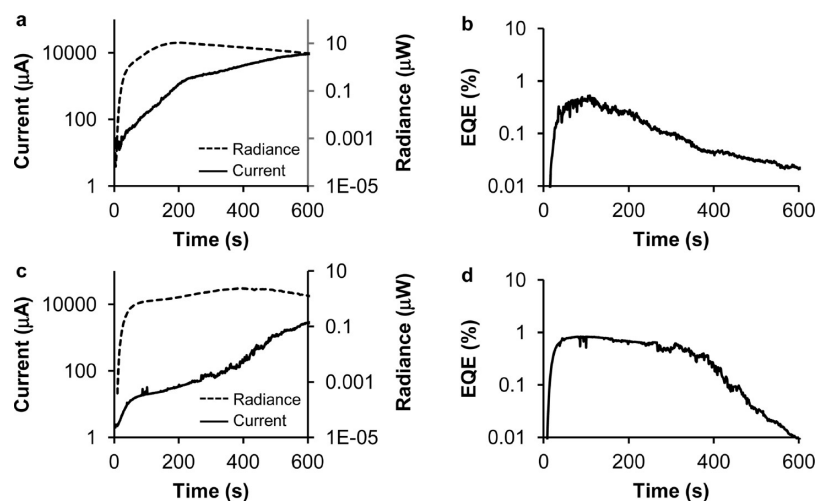 a
Current (µA)
10000
100
1
Radiance
Current
10
0.1
0.001
1E-05
Radiance (µW)
0
200
400
600
Time (s)
b
EQE (%)
10
1
0.1
0.01
0
200
400
600
Time (s)
c
Current (µA)
10000
100
1
Radiance
Current
10
0.1
0.001
1E-05
Radiance (µW)
0
200
400
600
Time (s)
d
EQE (%)
10
1
0.1
0.01
0
200
400
600
Time (s)